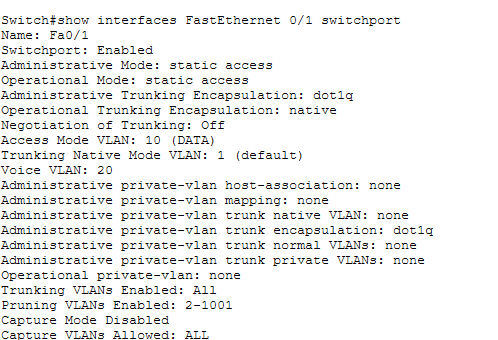 Switch#show interfaces FastEthernet 0/1 switchport
Name: Fa0/1
Switchport: Enabled
Administrative Mode: static access
Operational Mode: static access
Administrative Trunking Encapsulation: dot1q
Operational Trunking Encapsulation: native
Negotiation of Trunking: Off
Access Mode VLAN: 10 (DATA)
Trunking Native Mode VLAN: 1 (default)
Voice VLAN: 20
Administrative private-vlan host-association: none
Administrative private-vlan mapping: none
Administrative private-vlan trunk native VLAN: none
Administrative private-vlan trunk encapsulation: dot1q
Administrative private-vlan trunk normal VLANs: none
Administrative private-vlan trunk private VLANs: none
Operational private-vlan: none
Trunking VLANs Enabled: All
Pruning VLANs Enabled: 2-1001
Capture Mode Disabled
Capture VLANs Allowed: ALL